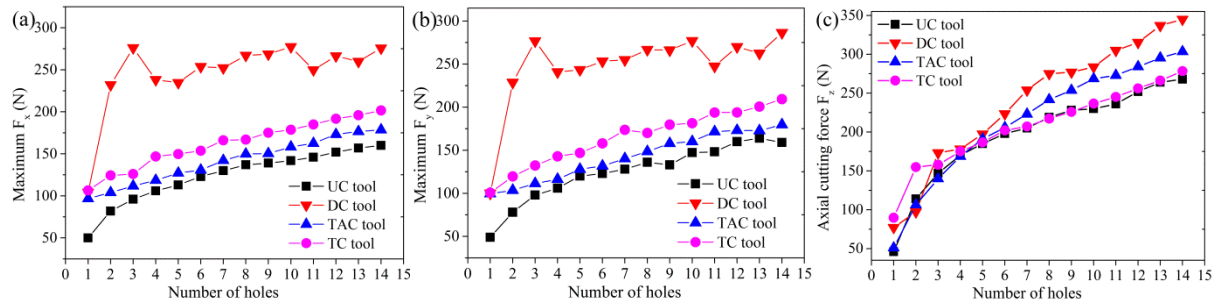 (a)
Maximum Fx (N)
300
250
200
150
100
50
UC tool
DC tool
TAC tool
TC tool
0 1 2 3 4 5 6 7 8 9 10 11 12 13 14 15
Number of holes
(b)
Maximum Fy (N)
300
250
200
150
100
50
UC tool
DC tool
TAC tool
TC tool
0 1 2 3 4 5 6 7 8 9 10 11 12 13 14 15
Number of holes
(c)
Axial cutting force Fz (N)
350
300
250
200
150
100
50
UC tool
DC tool
TAC tool
TC tool
0 1 2 3 4 5 6 7 8 9 10 11 12 13 14 15
Number of holes